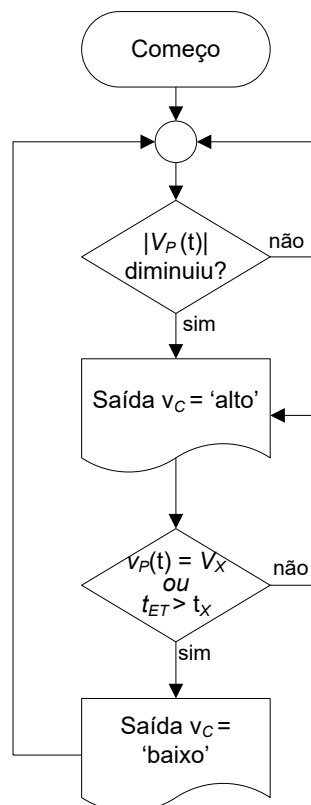 Começo
|V_P (t)|
diminuiu?
não
sim
Saída v_C = ‘alto’
v_P(t) = V_X
ou
t_ET > t_X
não
sim
Saída v_C =
‘baixo’